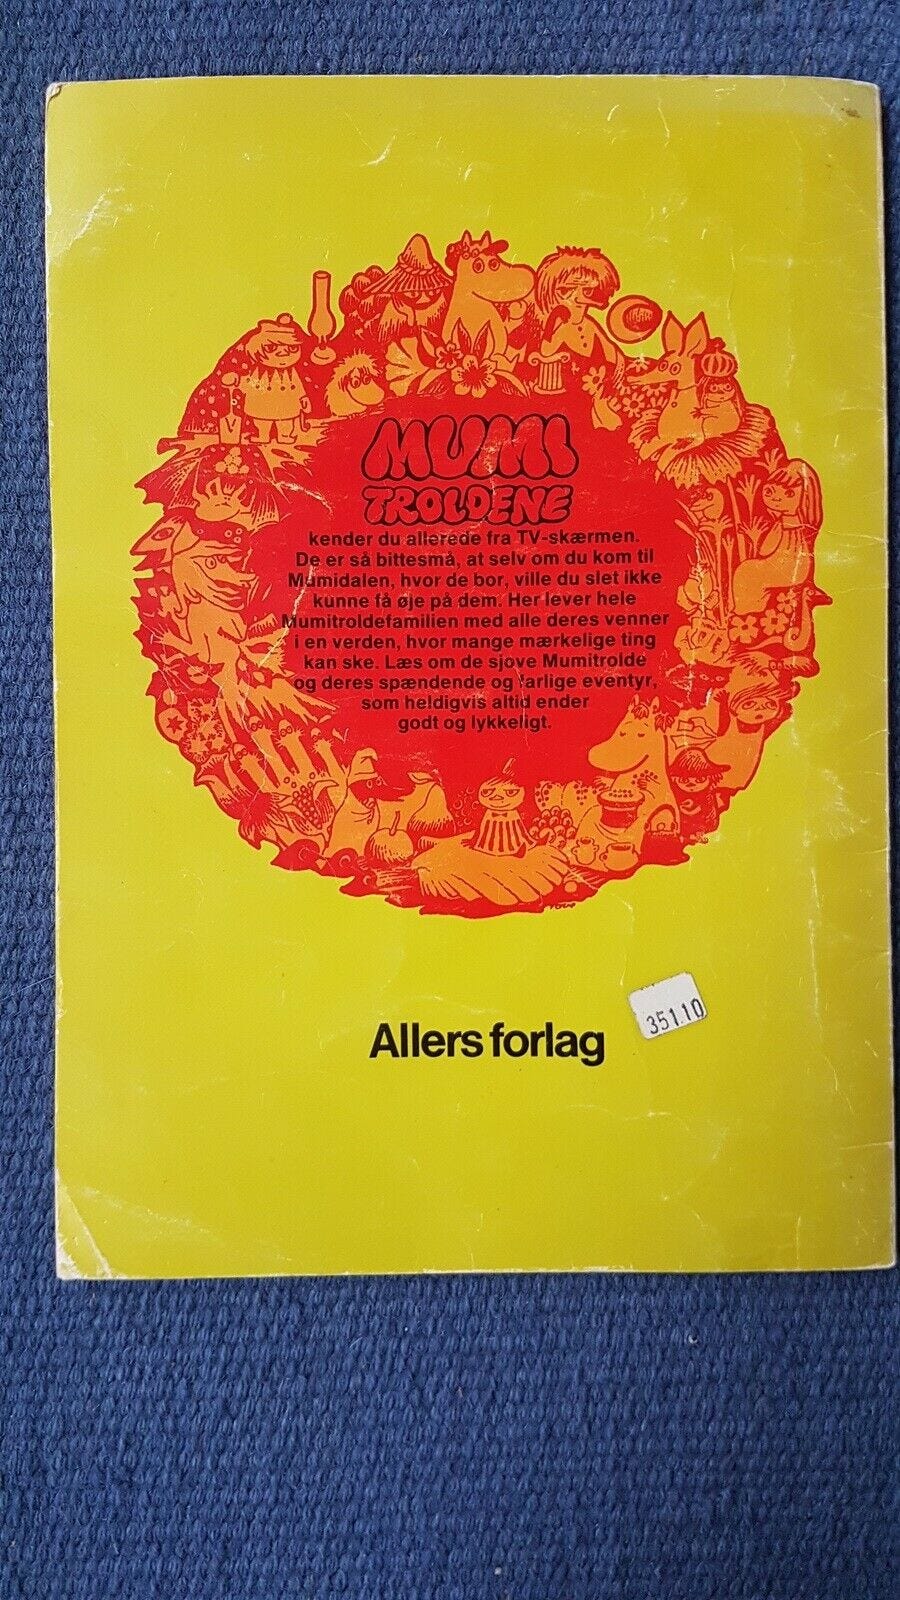 MUMI
TROLDENE
kender du allerede fra TV-skærmen.
De er så bittesmå, at selv om du kom til
Mumidalen, hvor de bor, ville du slet ikke
kunne få øje på dem. Her lever hele
Mumitroldefamilien med alle deres venner
i en verden, hvor mange mærkelige ting
kan ske. Læs om de sjove Mumitrolde
og deres spændende og farlige eventyr,
som heldigvis altid ender
godt og lykkeligt.
351.10
Allers forlag